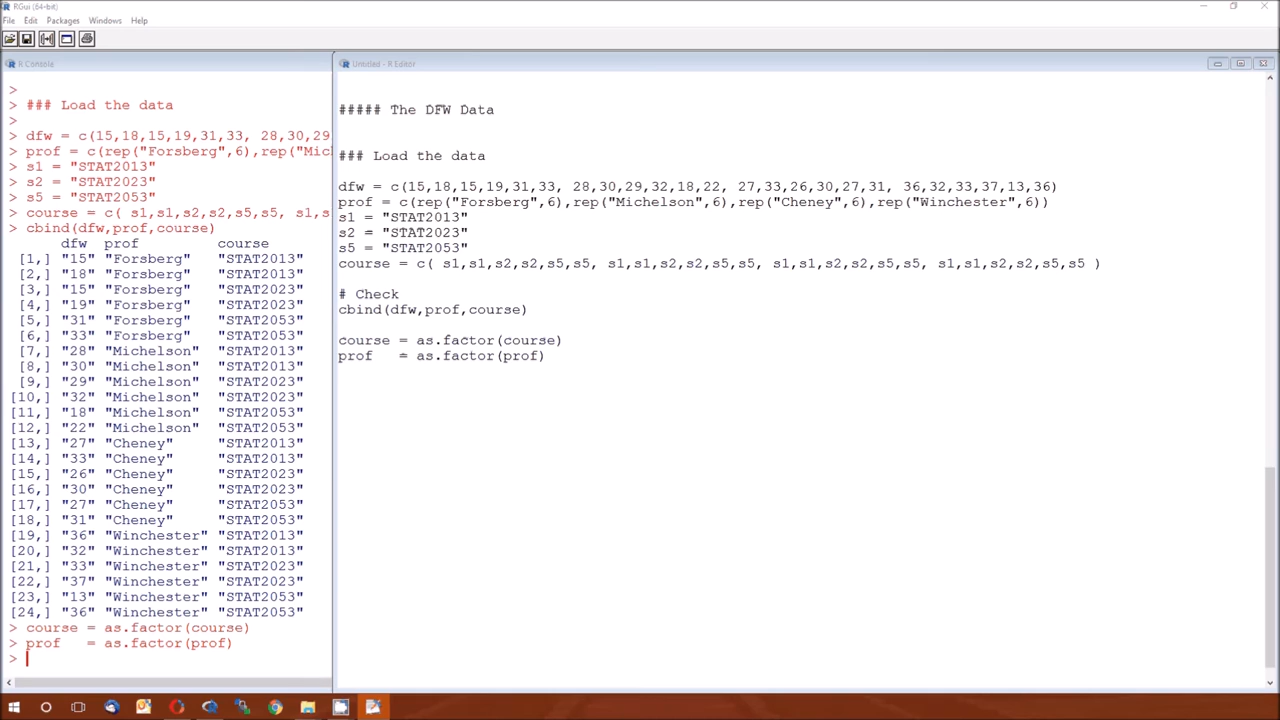 RGui (64-bit)
File Edit Packages Windows Help
R Console
>
> ### Load the data
>
> dfw = c(15,18,15,19,31,33, 28,30,29
> prof = c(rep("Forsberg",6),rep("Mic
> s1 = "STAT2013"
> s2 = "STAT2023"
> s5 = "STAT2053"
> course = c( s1,s1,s2,s2,s5,s5, s1,s
> cbind(dfw,prof,course)
dfw prof course
[1,] "15" "Forsberg" "STAT2013"
[2,] "18" "Forsberg" "STAT2013"
[3,] "15" "Forsberg" "STAT2023"
[4,] "19" "Forsberg" "STAT2023"
[5,] "31" "Forsberg" "STAT2053"
[6,] "33" "Forsberg" "STAT2053"
[7,] "28" "Michelson" "STAT2013"
[8,] "30" "Michelson" "STAT2013"
[9,] "29" "Michelson" "STAT2023"
[10,] "32" "Michelson" "STAT2023"
[11,] "18" "Michelson" "STAT2053"
[12,] "22" "Michelson" "STAT2053"
[13,] "27" "Cheney" "STAT2013"
[14,] "33" "Cheney" "STAT2013"
[15,] "26" "Cheney" "STAT2023"
[16,] "30" "Cheney" "STAT2023"
[17,] "27" "Cheney" "STAT2053"
[18,] "31" "Cheney" "STAT2053"
[19,] "36" "Winchester" "STAT2013"
[20,] "32" "Winchester" "STAT2013"
[21,] "33" "Winchester" "STAT2023"
[22,] "37" "Winchester" "STAT2023"
[23,] "13" "Winchester" "STAT2053"
[24,] "36" "Winchester" "STAT2053"
> course = as.factor(course)
> prof = as.factor(prof)
>
Untitled - R Editor
##### The DFW Data
### Load the data
dfw = c(15,18,15,19,31,33, 28,30,29,32,18,22, 27,33,26,30,27,31, 36,32,33,37,13,36)
prof = c(rep("Forsberg",6),rep("Michelson",6),rep("Cheney",6),rep("Winchester",6))
s1 = "STAT2013"
s2 = "STAT2023"
s5 = "STAT2053"
course = c( s1,s1,s2,s2,s5,s5, s1,s1,s2,s2,s5,s5, s1,s1,s2,s2,s5,s5, s1,s1,s2,s2,s5,s5 )
# Check
cbind(dfw,prof,course)
course = as.factor(course)
prof = as.factor(prof)